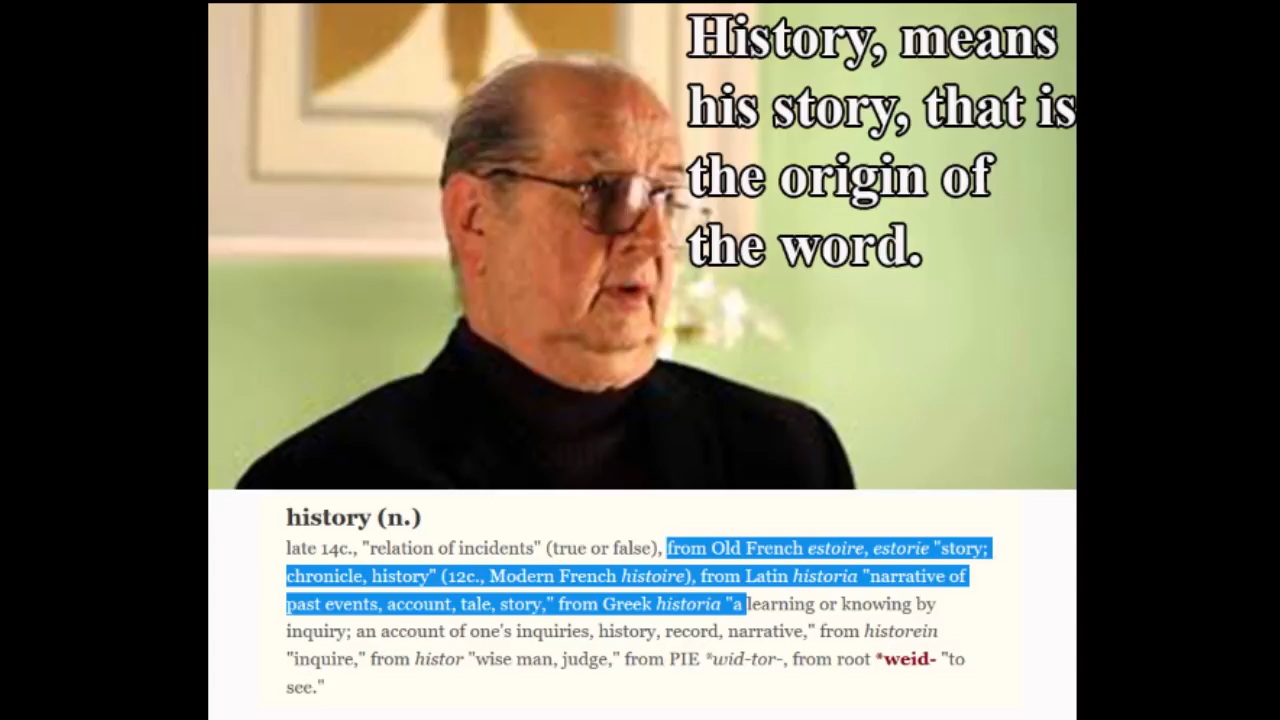 History, means
his story, that is
the origin of
the word.
history (n.)
late 14c., "relation of incidents" (true or false), from Old French estoire, estorie "story;
chronicle, history" (12c., Modern French histoire), from Latin historia "narrative of
past events, account, tale, story," from Greek historia "a learning or knowing by
inquiry; an account of one's inquiries, history, record, narrative," from historein
"inquire," from histor "wise man, judge," from PIE *wid-tor-, from root *weid- "to
see."